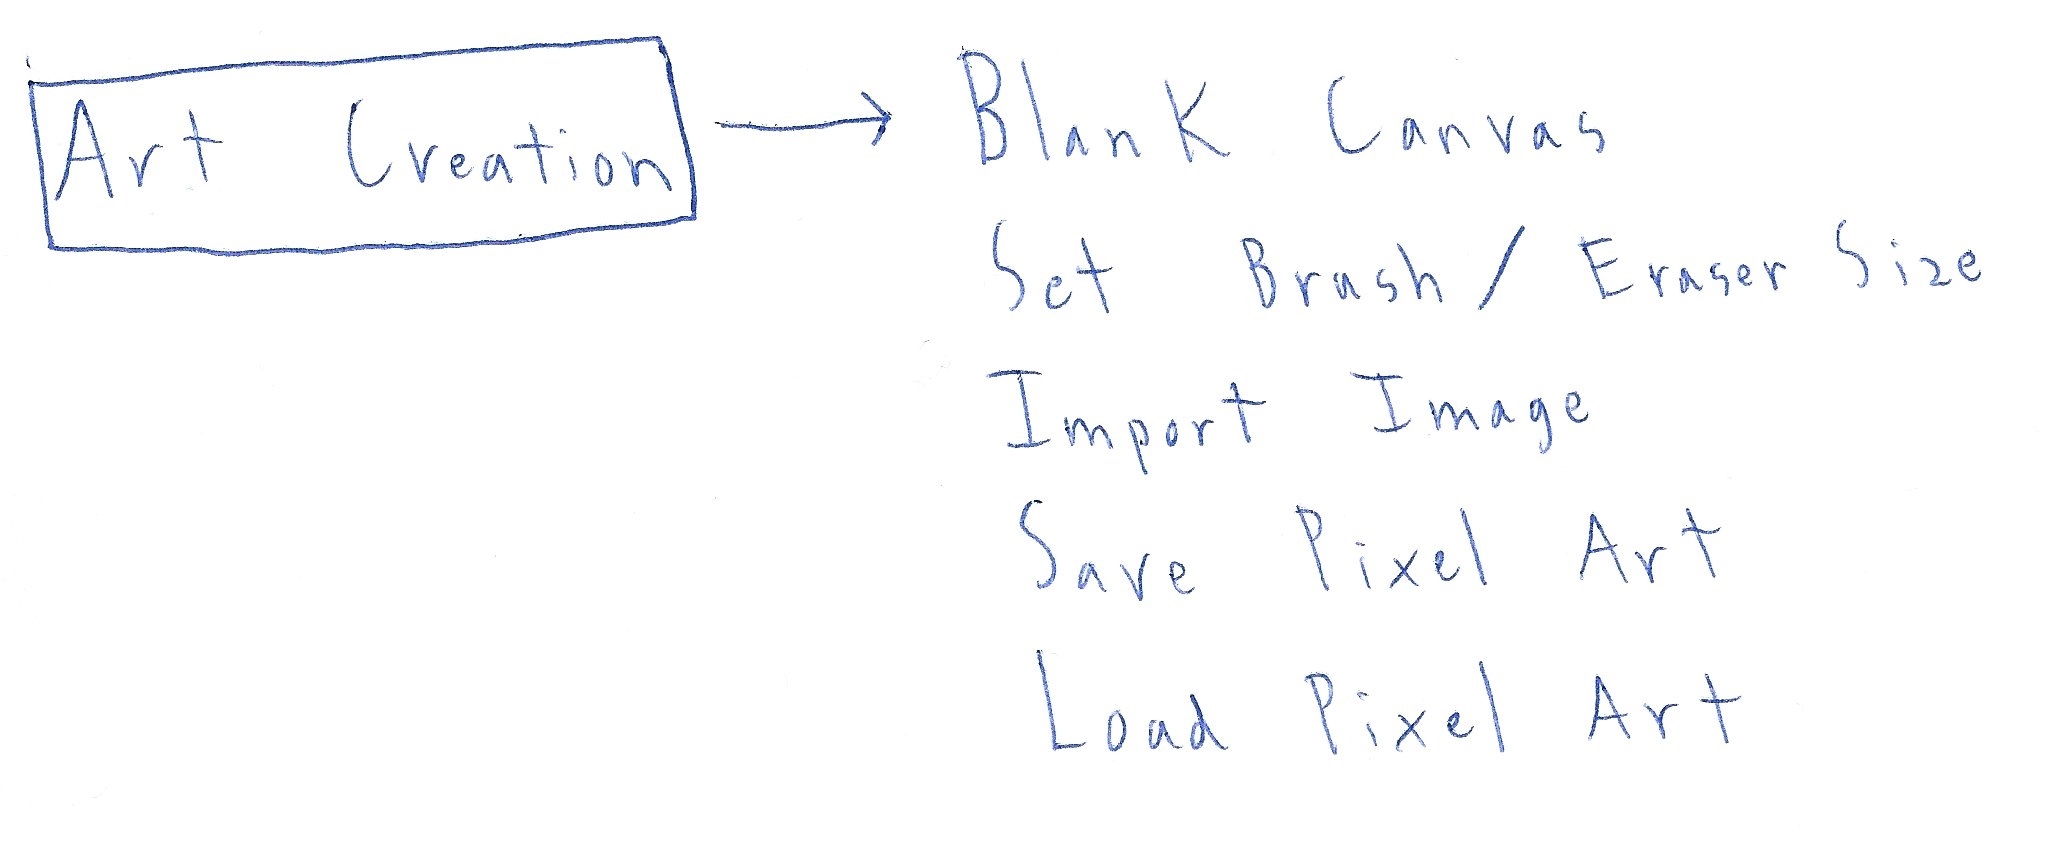 Art Creation
Blank Canvas
Set Brush / Eraser Size
Import Image
Save Pixel Art
Load Pixel Art